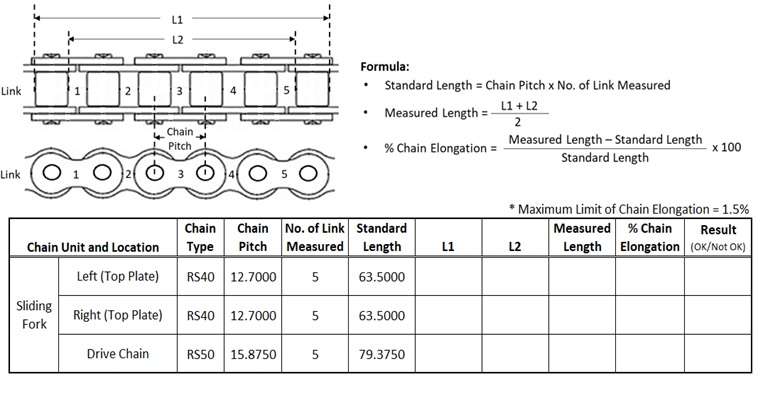 L1
L2
Link 1 2 3 4 5
Chain
Pitch
Link 1 2 3 4 5
Formula:
• Standard Length = Chain Pitch x No. of Link Measured
• Measured Length = L1 + L2
2
• % Chain Elongation = Measured Length – Standard Length x 100
Standard Length
* Maximum Limit of Chain Elongation = 1.5%
Chain Unit and Location Chain Type Chain Pitch No. of Link Measured Standard Length L1 L2 Measured Length % Chain Elongation Result (OK/Not OK)
Sliding Fork
Left (Top Plate) RS40 12.7000 5 63.5000
Right (Top Plate) RS40 12.7000 5 63.5000
Drive Chain RS50 15.8750 5 79.3750